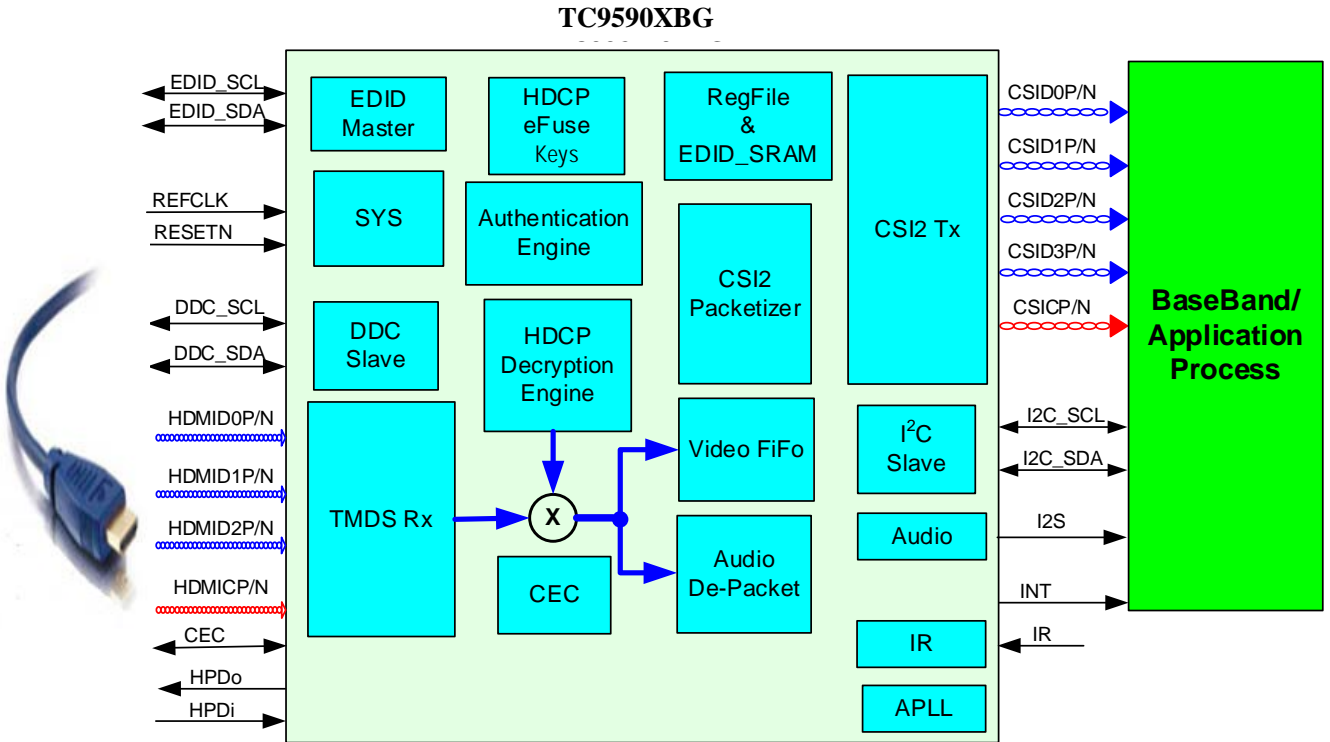 TC9590XBG
EDID_SCL
EDID_SDA
REFCLK
RESETN
DDC_SCL
DDC_SDA
HDMID0P/N
HDMID1P/N
HDMID2P/N
HDMICP/N
CEC
HPDo
HPDi
EDID
Master
HDCP
eFuse
Keys
RegFile
&
EDID_SRAM
CSI2 Tx
SYS
Authentication
Engine
CSI2
Packetizer
DDC
Slave
HDCP
Decryption
Engine
TMDS Rx
X
Video FiFo
I²C
Slave
Audio
De-Packet
Audio
CEC
IR
APLL
CSID0P/N
CSID1P/N
CSID2P/N
CSID3P/N
CSICP/N
I2C_SCL
I2C_SDA
I2S
INT
IR
BaseBand/
Application
Process